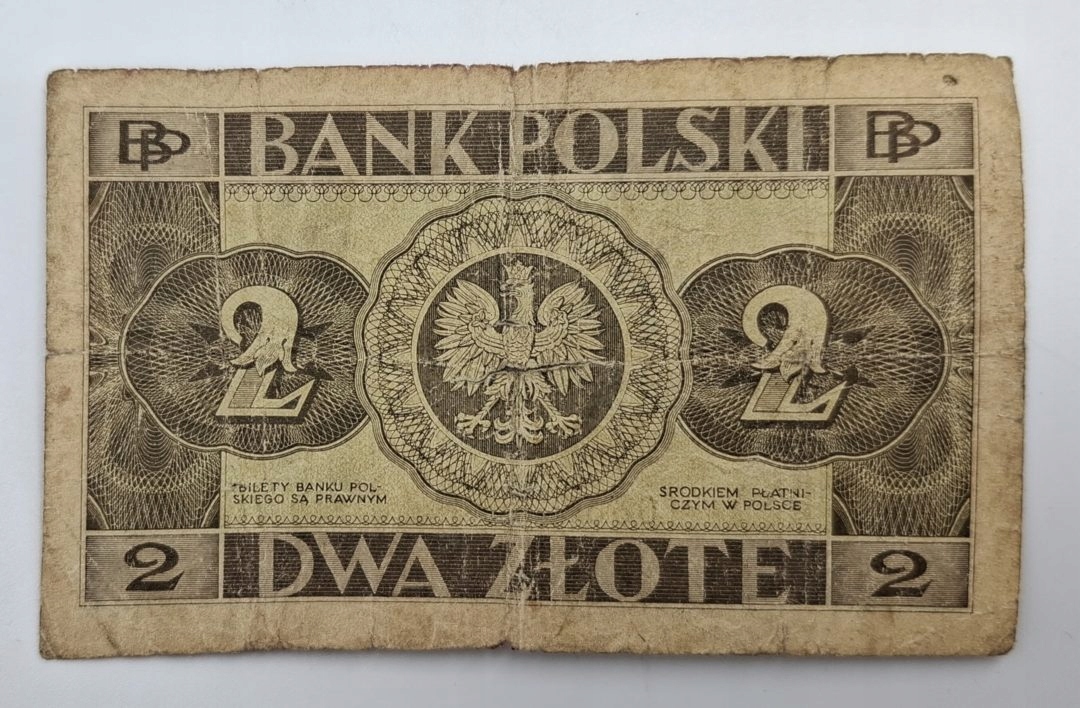 BP BANK POLSKI BP
2 2
BILETY BANKU POL-
SKIEGO SĄ PRAWNYM
ŚRODKIEM PŁATNI-
CZYM W POLSCE
2 DWA ZŁOTE 2